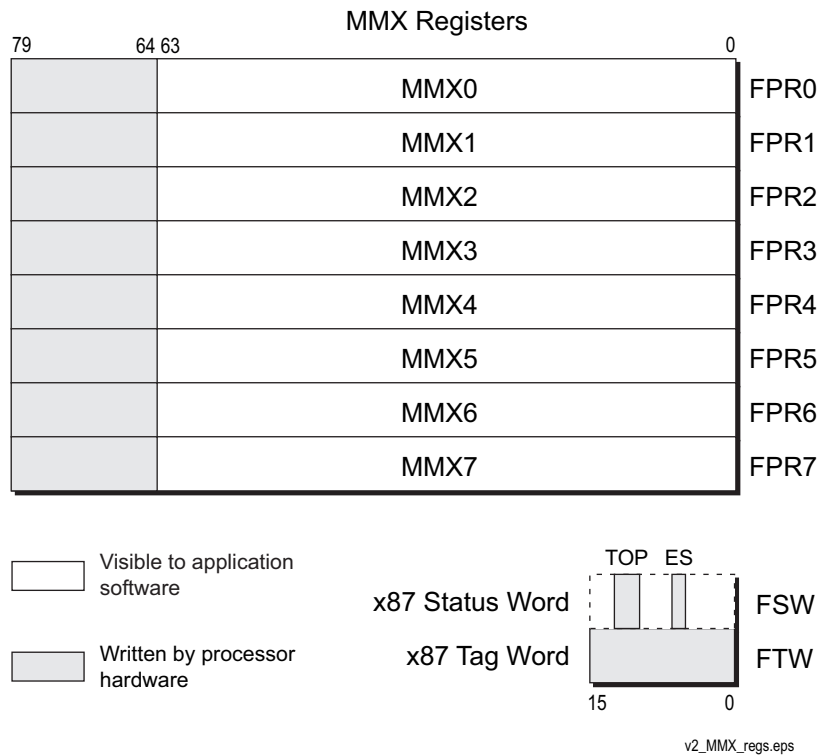 MMX Registers
79 64 63 0
MMX0 FPR0
MMX1 FPR1
MMX2 FPR2
MMX3 FPR3
MMX4 FPR4
MMX5 FPR5
MMX6 FPR6
MMX7 FPR7
Visible to application
software
Written by processor
hardware
TOP ES
x87 Status Word FSW
x87 Tag Word FTW
15 0
v2_MMX_regs.eps